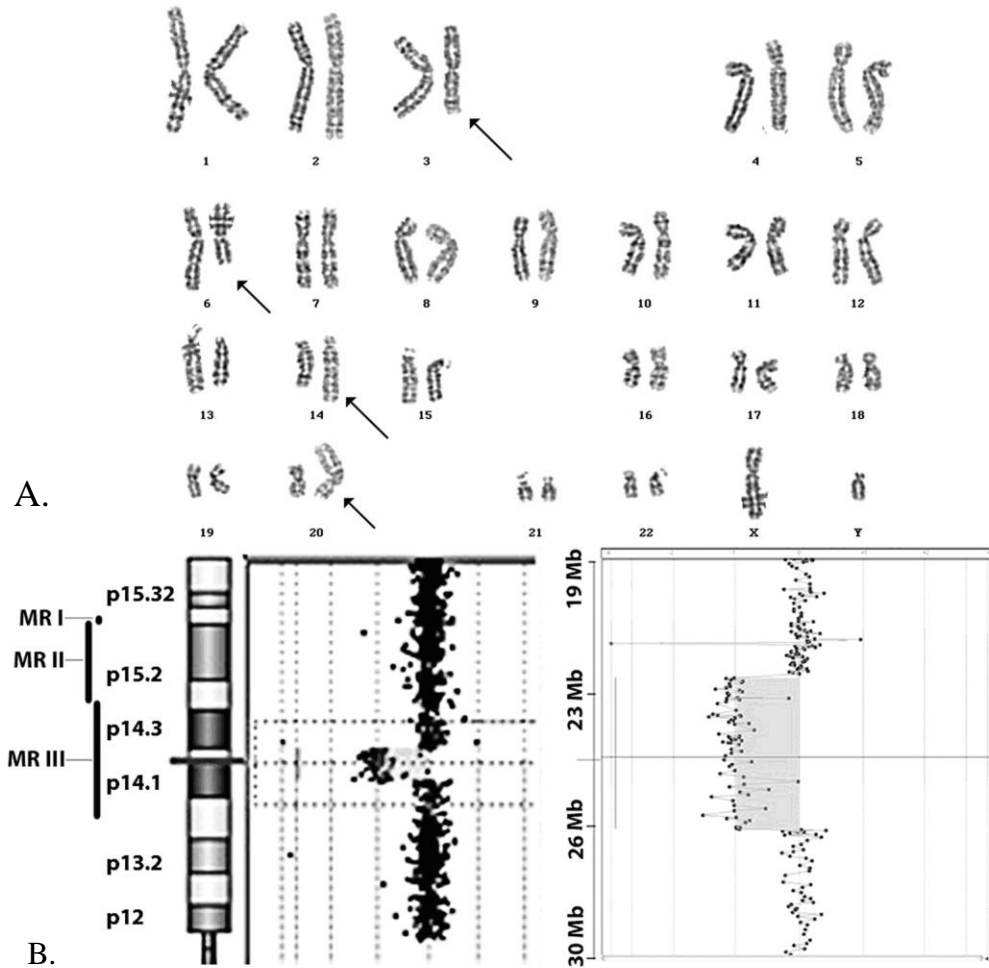 1 2 3 4 5
6 7 8 9 10 11 12
13 14 15 16 17 18
A.
19 20 21 22 X Y
p15.32
MR I
MR II
p15.2
p14.3
MR III
p14.1
p13.2
p12
B.
19 Mb
23 Mb
26 Mb
30 Mb